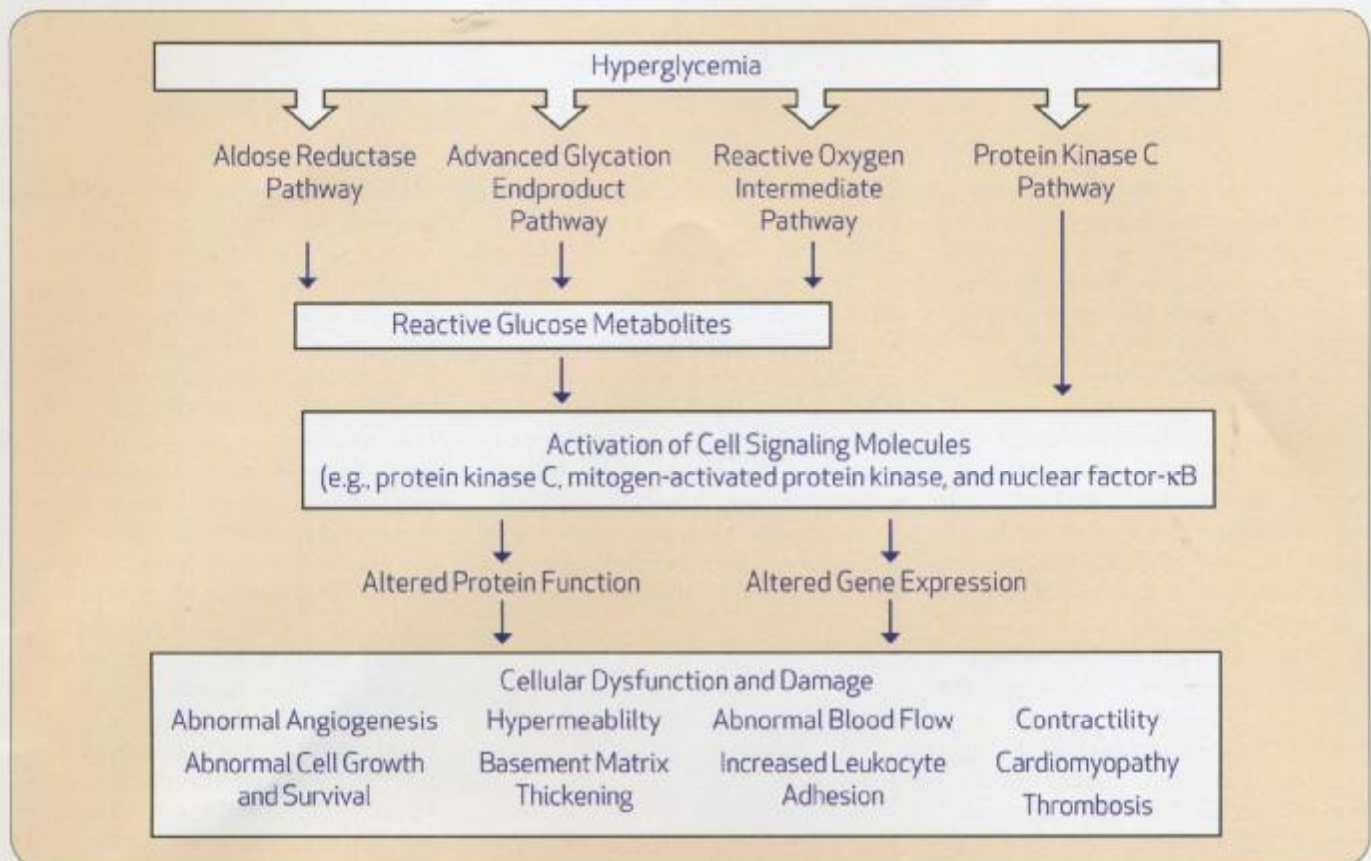 Hyperglycemia
Aldose Reductase
Pathway
Advanced Glycation
Endproduct
Pathway
Reactive Oxygen
Intermediate
Pathway
Protein Kinase C
Pathway
Reactive Glucose Metabolites
Activation of Cell Signaling Molecules
(e.g., protein kinase C, mitogen-activated protein kinase, and nuclear factor-κB
Altered Protein Function
Altered Gene Expression
Cellular Dysfunction and Damage
Abnormal Angiogenesis
Abnormal Cell Growth
and Survival
Hypermeablilty
Basement Matrix
Thickening
Abnormal Blood Flow
Increased Leukocyte
Adhesion
Contractility
Cardiomyopathy
Thrombosis